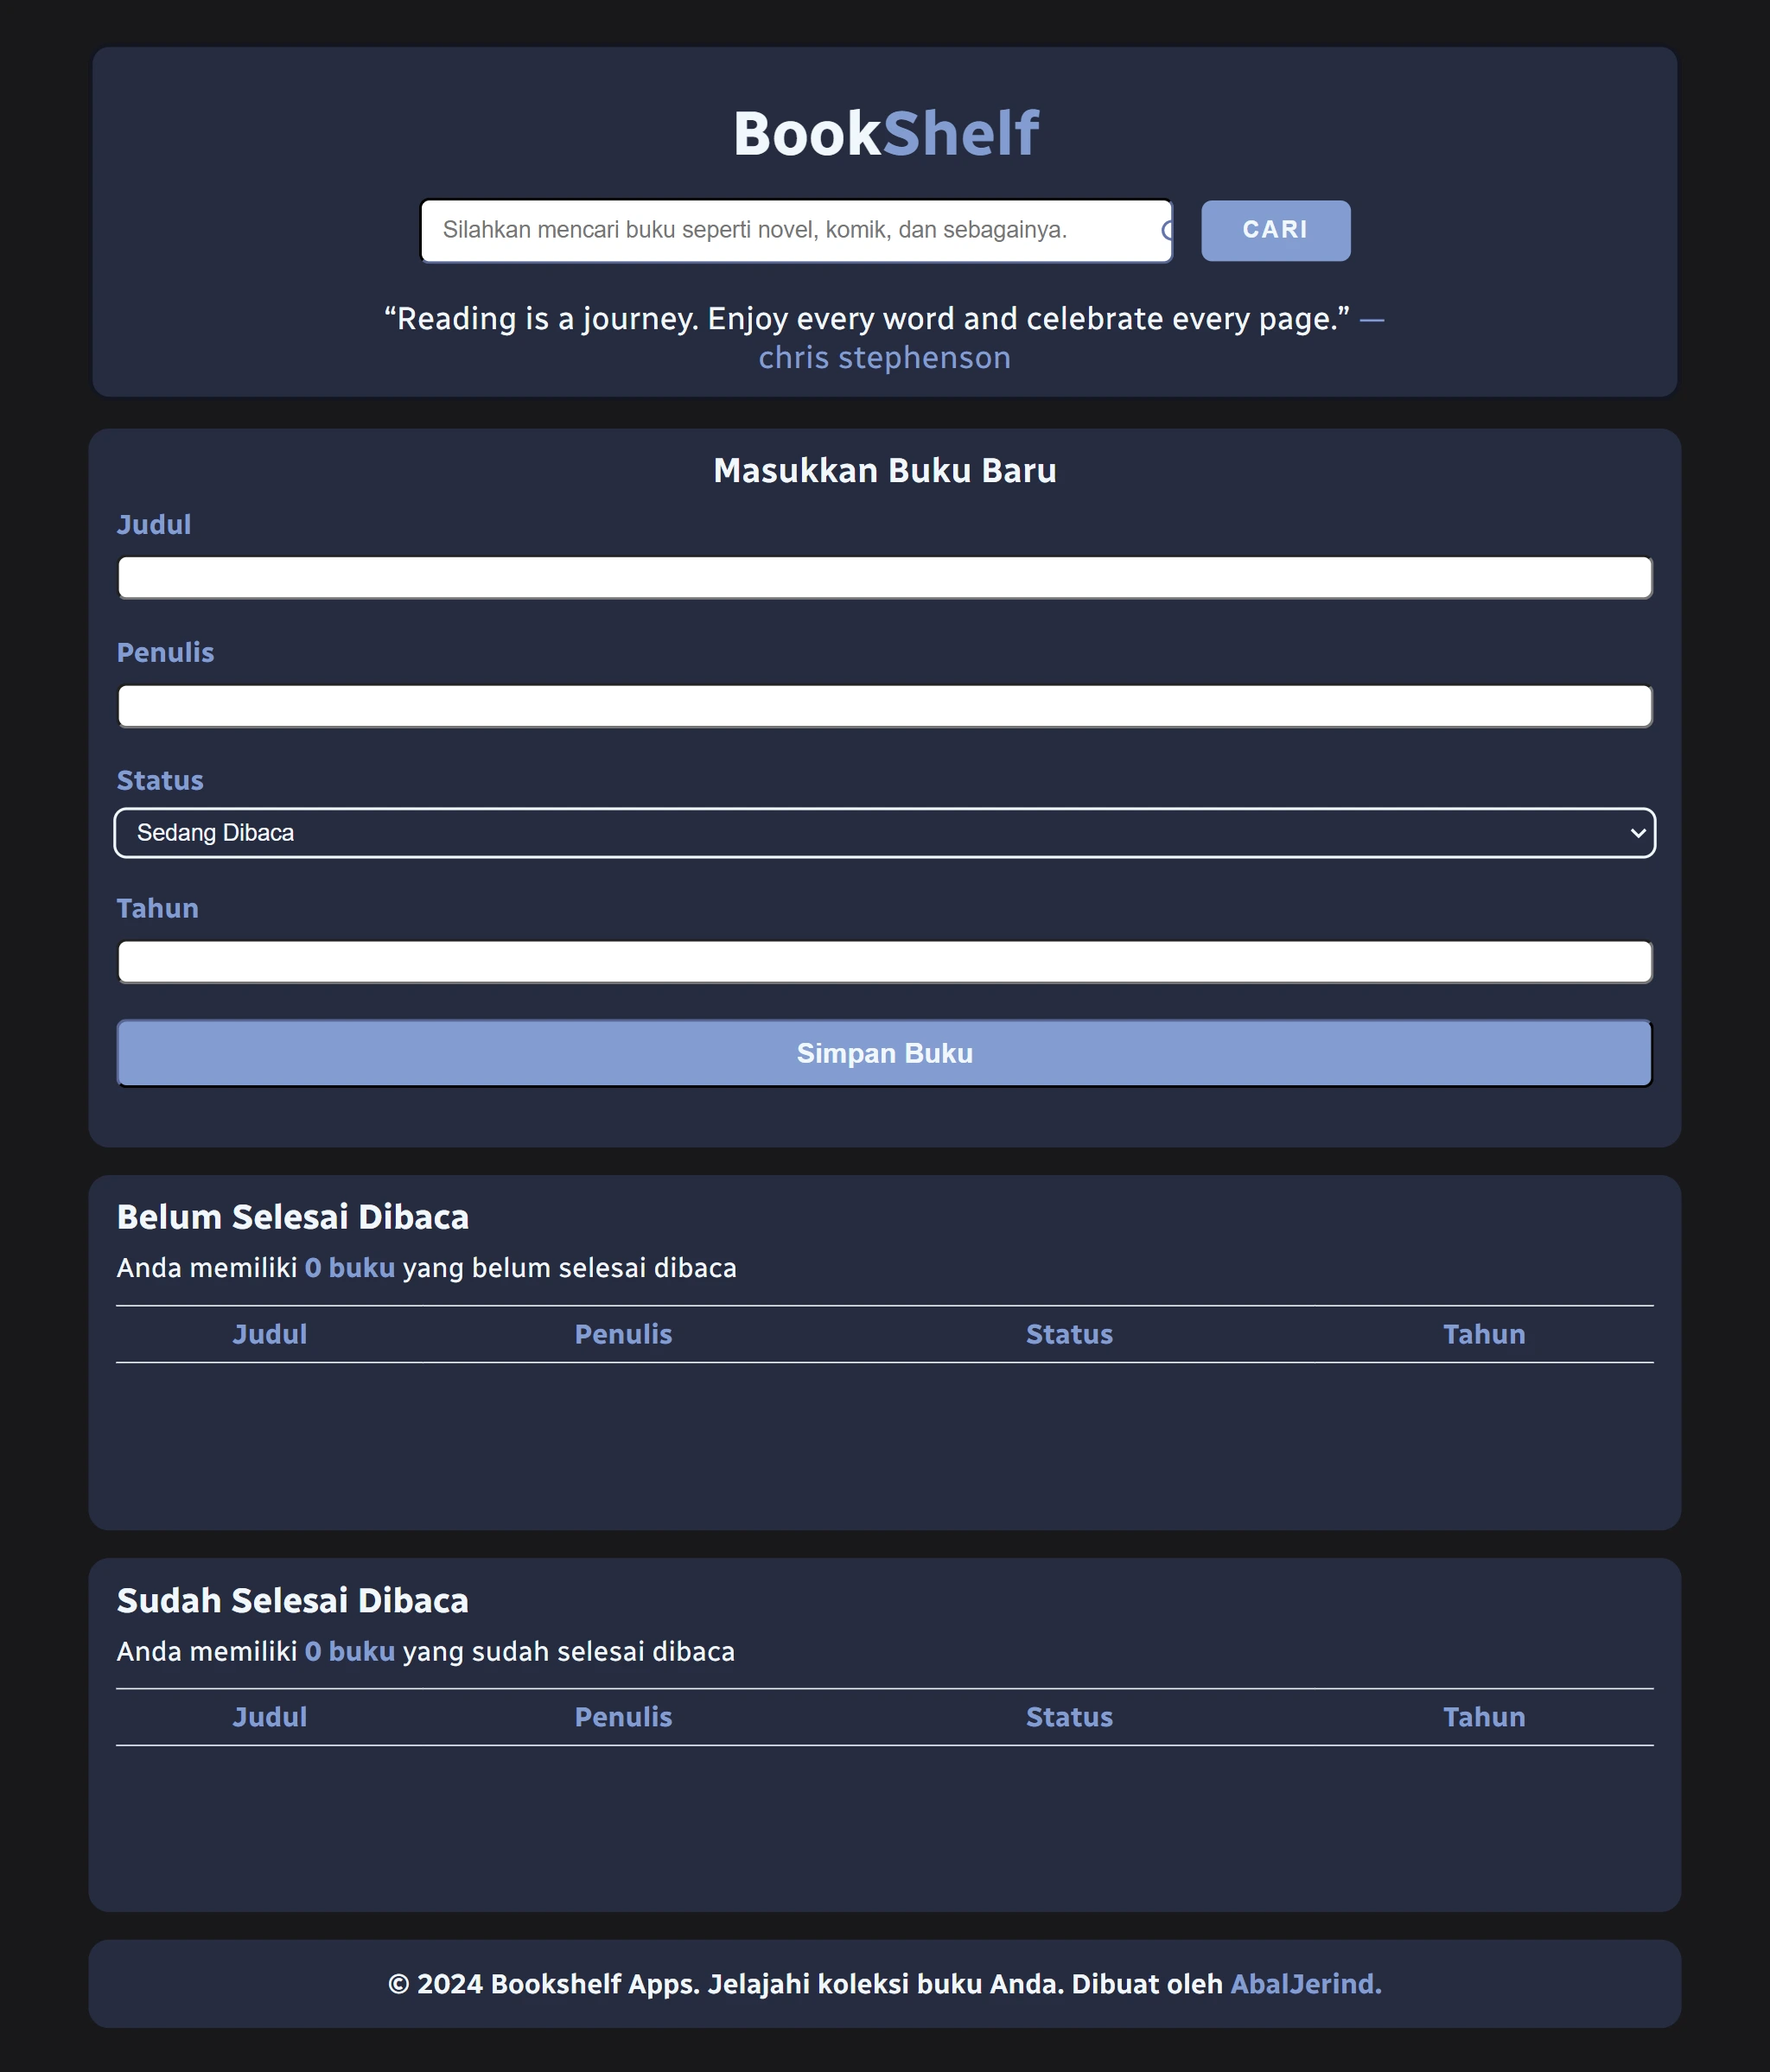 BookShelf
Silahkan mencari buku seperti novel, komik, dan sebagainya.
CARI
“Reading is a journey. Enjoy every word and celebrate every page.” —
chris stephenson
Masukkan Buku Baru
Judul
Penulis
Status
Sedang Dibaca
Tahun
Simpan Buku
Belum Selesai Dibaca
Anda memiliki 0 buku yang belum selesai dibaca
Judul Penulis Status Tahun
Sudah Selesai Dibaca
Anda memiliki 0 buku yang sudah selesai dibaca
Judul Penulis Status Tahun
© 2024 Bookshelf Apps. Jelajahi koleksi buku Anda. Dibuat oleh AbalJerind.